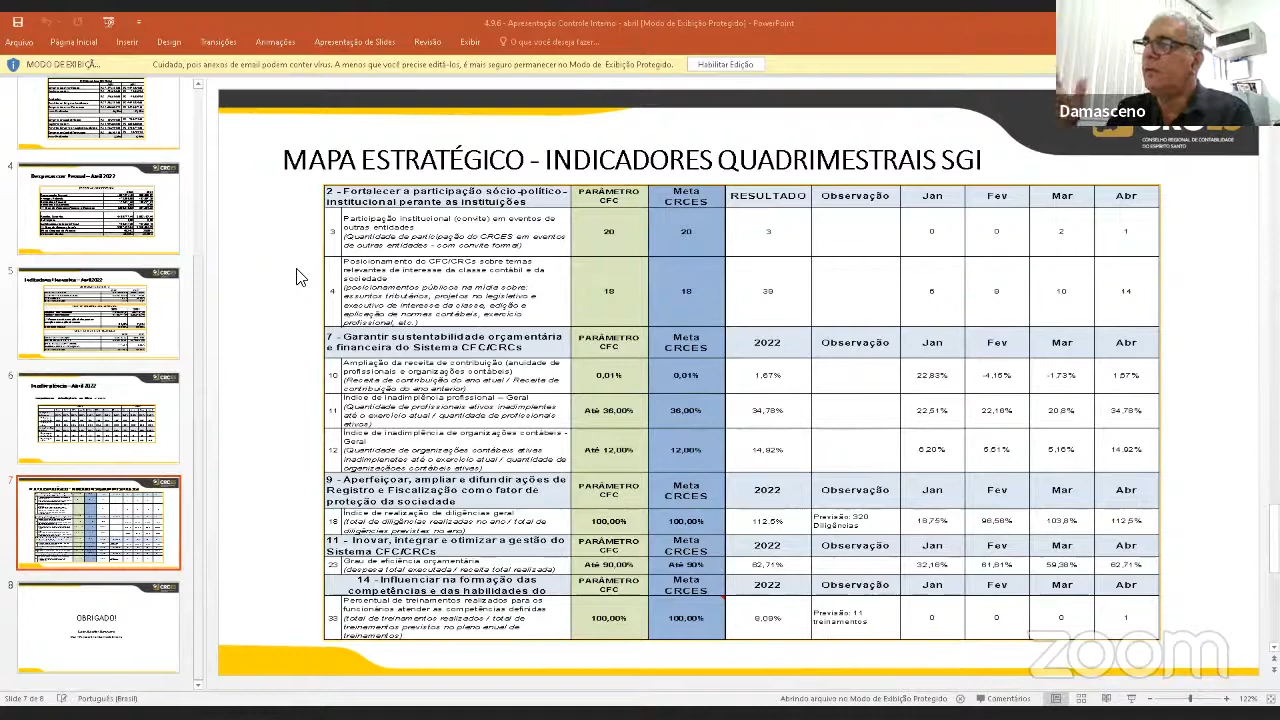 4.9.6 - Apresentação Controle Interno - abril [Modo de Exibição Protegido] - PowerPoint
Arquivo Página Inicial Inserir Design Transições Animações Apresentação de Slides Revisão Exibir O que você deseja fazer...
MODO DE EXIBIÇÃ... Cuidado, pois anexos de email podem conter vírus. A menos que você precise editá-los, é mais seguro permanecer no Modo de Exibição Protegido. Habilitar Edição
Damasceno
CONSELHO REGIONAL DE CONTABILIDADE
DO ESPÍRITO SANTO
4
5
6
7
8
OBRIGADO!
MAPA ESTRATÉGICO - INDICADORES QUADRIMESTRAIS SGI
2 - Fortalecer a participação sócio-político-
institucional perante as instituições
PARÂMETRO
CFC
Meta
CRCES
RESULTADO Observação Jan Fev Mar Abr
3
Participação institucional (convite) em eventos de
outras entidades
(Quantidade de participação do CRCES em eventos
de outras entidades - com convite formal)
20 20 3 0 0 2 1
4
Posicionamento do CFC/CRCs sobre temas
relevantes de interesse da classe contábil e da
sociedade
(posicionamentos públicos na mídia sobre:
assuntos tributários, projetos no legislativo e
executivo de interesse da classe, edição e
aplicação de normas contábeis, exercício
profissional, etc.)
18 18 39 6 9 10 14
7 - Garantir sustentabilidade orçamentária
e financeira do Sistema CFC/CRCs
PARÂMETRO
CFC
Meta
CRCES
2022 Observação Jan Fev Mar Abr
10
Ampliação da receita de contribuição (anuidade de
profissionais e organizações contábeis)
(Receita de contribuição do ano atual / Receita de
contribuição do ano anterior)
0,01% 0,01% 1,67% 22,83% -4,16% -1,73% 1,67%
11
Índice de inadimplência profissional – Geral
(Quantidade de profissionais ativos inadimplentes
até o exercício atual / quantidade de profissionais
ativos)
Até 36,00% 36,00% 34,78% 22,51% 22,16% 20,8% 34,78%
12
Índice de inadimplência de organizações contábeis -
Geral
(Quantidade de organizações contábeis ativas
inadimplentes até o exercício atual / quantidade de
organizações contábeis ativas)
Até 12,00% 12,00% 14,92% 6,20% 5,16% 14,92%
9 - Aperfeiçoar, ampliar e difundir ações de
Registro e Fiscalização como fator de
proteção da sociedade
PARÂMETRO
CFC
Meta
CRCES
2022 Observação Jan Fev Mar Abr
18
Índice de realização de diligências geral
(total de diligências realizadas no ano / total de
diligências previstas no ano)
100,00% 100,00% 112,5%
Previsão: 320
Diligências
18,75% 96,56% 103,8% 112,5%
11 - Inovar, integrar e otimizar a gestão do
Sistema CFC/CRCs
PARÂMETRO
CFC
Meta
CRCES
2022 Observação Jan Fev Mar Abr
23
Grau de eficiência orçamentária
(despesa total executada / receita total realizada)
Até 90,00% Até 90% 62,71% 32,16% 61,81% 59,38% 62,71%
14 - Influenciar na formação das
competências e das habilidades do
PARÂMETRO
CFC
Meta
CRCES
2022 Observação Jan Fev Mar Abr
33
Percentual de treinamentos realizados para os
funcionários atender as competências definidas
(total de treinamentos realizados / total de
treinamentos previstos no plano anual de
treinamentos)
100,00% 100,00% 9,09%
Previsão: 11
treinamentos
0 0 0 1
zoom
Slide 7 de 8 Português (Brasil) Abrindo arquivo no Modo de Exibição Protegido Comentários 122%